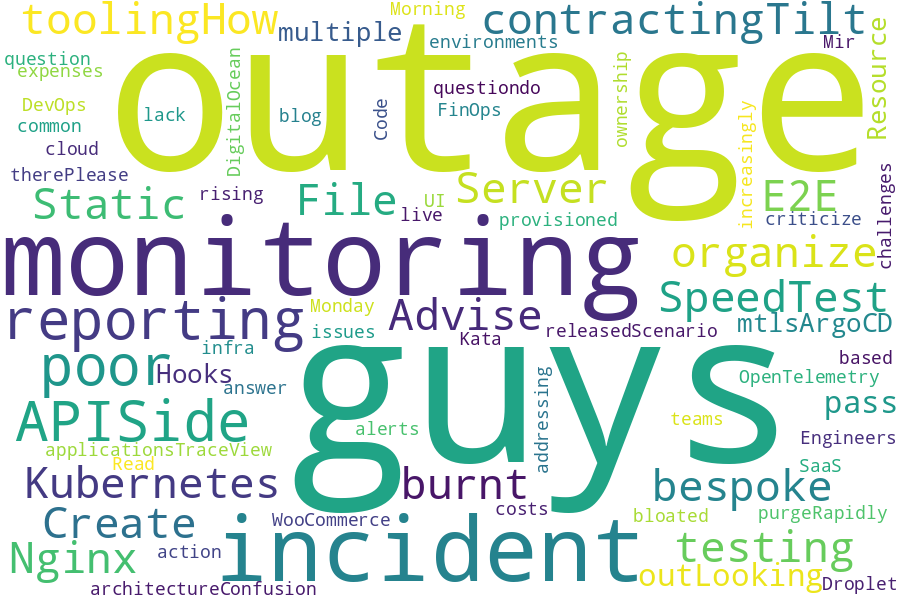 Morning
toolingHow
contractingTilt
multiple
environments
Mir
question
outage
expenses
DigitalOcean
ownership
Resource
questiondo
DevOps
lack
blog
Code
FinOps
increasingly
common
cloud
therePlease
rising
Static
File
UI
Server
E2E
live
provisioned
criticize
challenges
monitoring
organize
SpeedTest
reporting
Monday
Advise
mtlsArgoCD
issues
Kata
releasedScenario
infra
poor
Hooks
guys
based
answer
addressing
OpenTelemetry
APISide
alerts
teams
pass
Engineers
applicationsTraceView
Read
SaaS
Kubernetes
burnt
bespoke
costs
Create
WooCommerce
incident
bloated
purgeRapidly
Nginx
action
testing
outLooking
architectureConfusion
Droplet